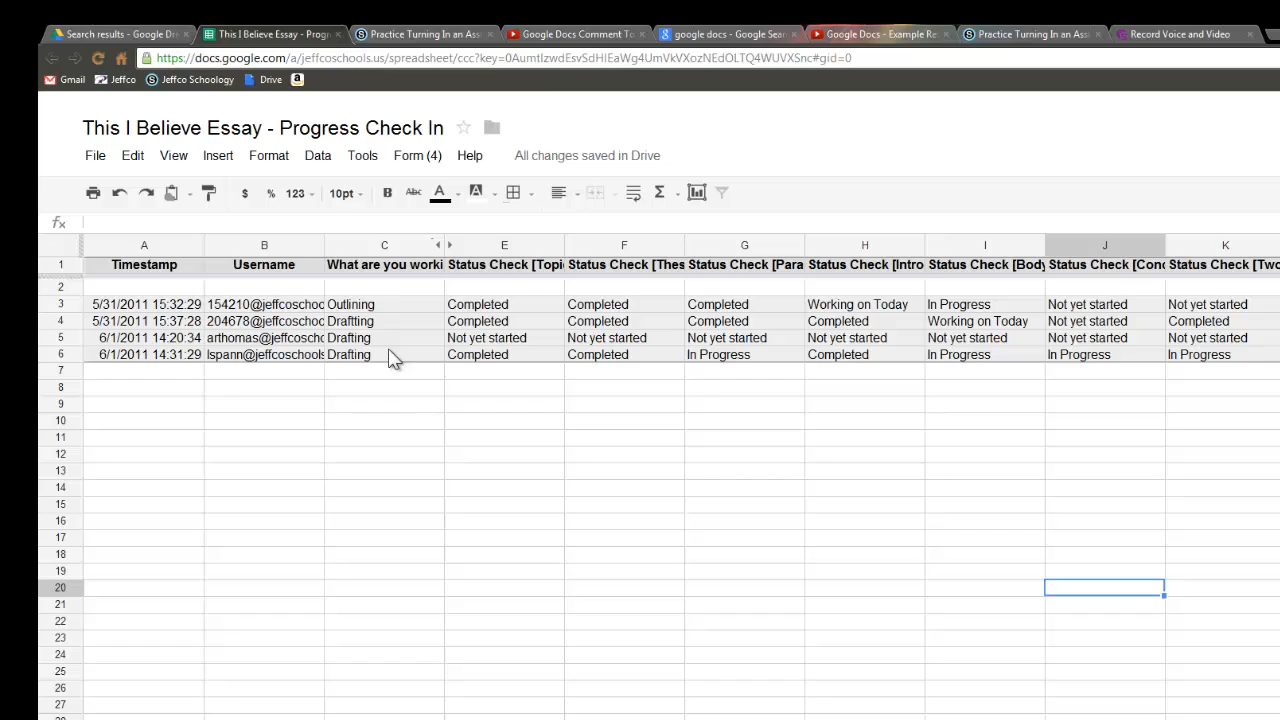 Search results - Google Dri
This I Believe Essay - Progr
Practice Turning In an Ass
Google Docs Comment To
google docs - Google Sear
Google Docs - Example Re
Practice Turning In an Ass
Record Voice and Video
https://docs.google.com/a/jeffcoschools.us/spreadsheet/ccc?key=0AumtIzwdEsvSdHlEaWg4UmVkVXozNEdOLTQ4WUVXSnc#gid=0
Gmail Jeffco Jeffco Schoology Drive
This I Believe Essay - Progress Check In
File Edit View Insert Format Data Tools Form (4) Help All changes saved in Drive
$ % 123 10pt B Abc A A Σ
fx
A B C E F G H I J K
1 Timestamp Username What are you worki Status Check [Topi Status Check [Thes Status Check [Para Status Check [Intro Status Check [Body Status Check [Conc Status Check [Two
2
3 5/31/2011 15:32:29 154210@jeffcoschoo Outlining Completed Completed Completed Working on Today In Progress Not yet started Not yet started
4 5/31/2011 15:37:28 204678@jeffcoschoo Draftting Completed Completed Completed Completed Working on Today Not yet started Completed
5 6/1/2011 14:20:34 arthomas@jeffcoscho Drafting Not yet started Not yet started Not yet started Not yet started Not yet started Not yet started Not yet started
6 6/1/2011 14:31:29 lspann@jeffcoschools Drafting Completed Completed In Progress Completed In Progress In Progress In Progress
7
8
9
10
11
12
13
14
15
16
17
18
19
20
21
22
23
24
25
26
27